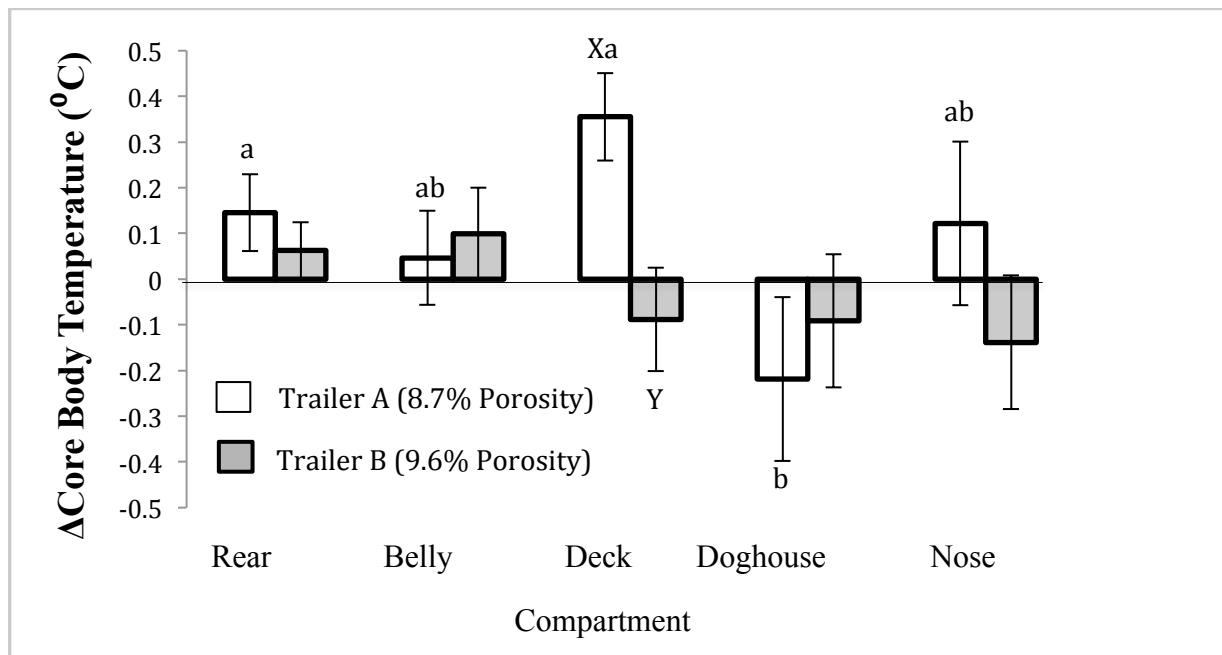 ΔCore Body Temperature (⁰C)
0.5
0.4
0.3
0.2
0.1
0
-0.1
-0.2
-0.3
-0.4
-0.5
a
ab
Xa
Y
b
ab
Trailer A (8.7% Porosity)
Trailer B (9.6% Porosity)
Rear Belly Deck Doghouse Nose
Compartment